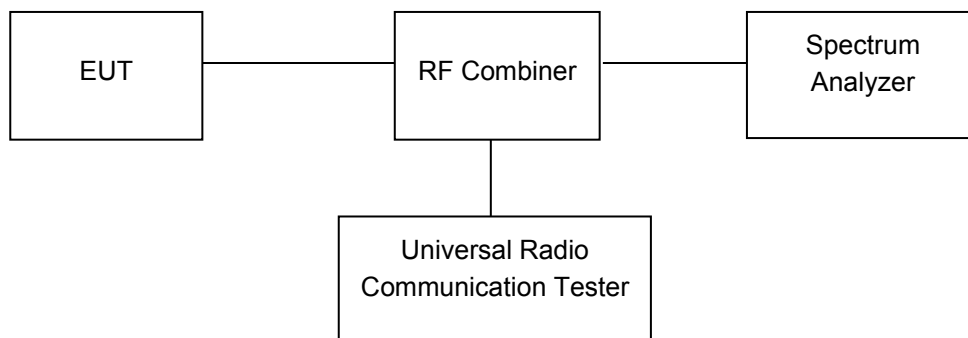 EUT
RF Combiner
Spectrum
Analyzer
Universal Radio
Communication Tester